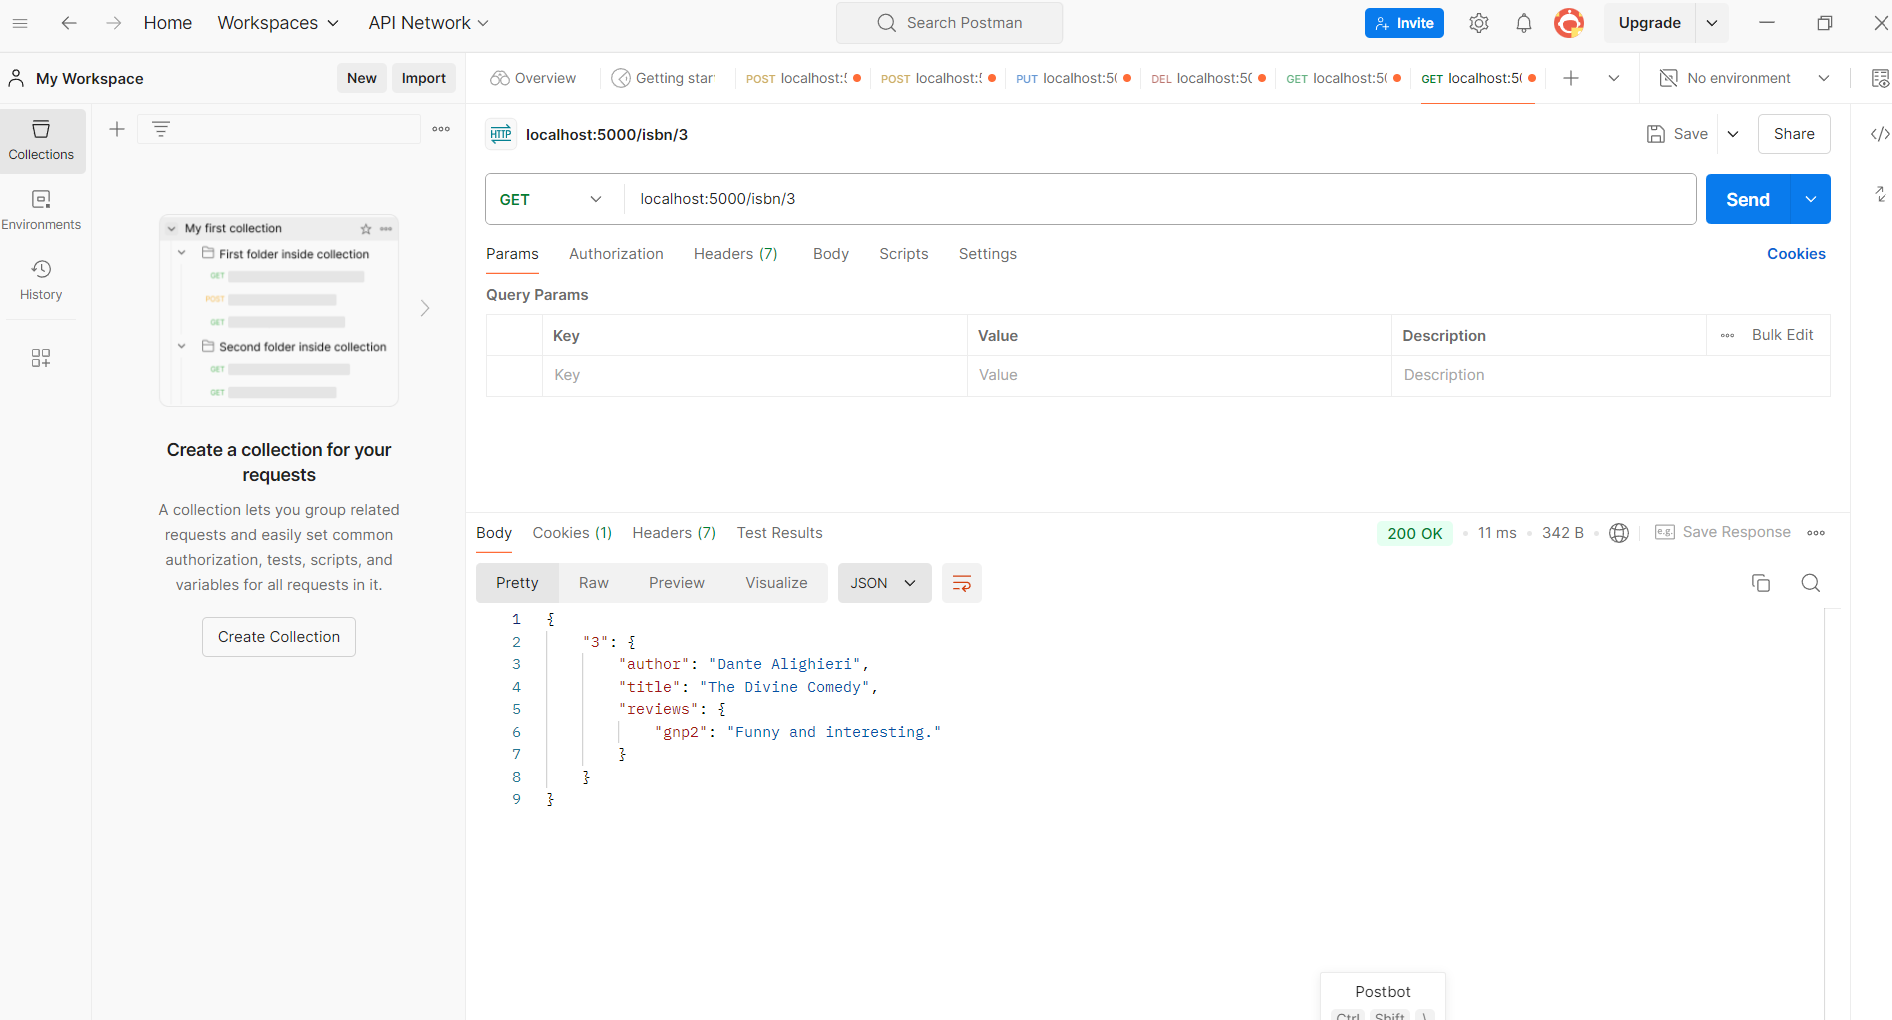 Home
Workspaces
API Network
Search Postman
Invite
Upgrade
My Workspace
New
Import
Overview
Getting star
POST localhost:5
POST localhost:5
PUT localhost:50
DEL localhost:50
GET localhost:50
GET localhost:50
No environment
Collections
Environments
History
My first collection
First folder inside collection
GET
POST
GET
Second folder inside collection
GET
GET
Create a collection for your
requests
A collection lets you group related
requests and easily set common
authorization, tests, scripts, and
variables for all requests in it.
Create Collection
HTTP localhost:5000/isbn/3
Save
Share
</>
GET
localhost:5000/isbn/3
Send
Params
Authorization
Headers (7)
Body
Scripts
Settings
Cookies
Query Params
Key
Value
Description
Bulk Edit
Key
Value
Description
Body
Cookies (1)
Headers (7)
Test Results
200 OK
11 ms
342 B
e.g.
Save Response
Pretty
Raw
Preview
Visualize
JSON
1 {
2 "3": {
3 "author": "Dante Alighieri",
4 "title": "The Divine Comedy",
5 "reviews": {
6 "gnp2": "Funny and interesting."
7 }
8 }
9 }
Postbot
Ctrl Shift \